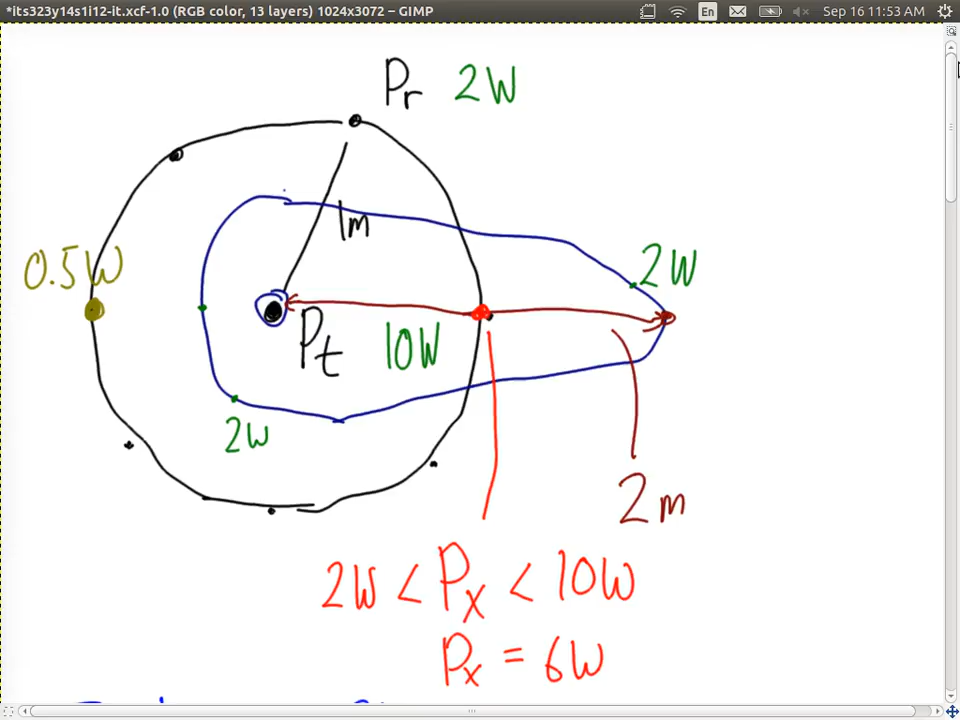 *its323y14s1i12-it.xcf-1.0 (RGB color, 13 layers) 1024x3072 – GIMP
En
Sep 16 11:53 AM
Pr 2W
1m
0.5W
2W
Pt 10W
2W
2m
2W < Px < 10W
Px = 6W